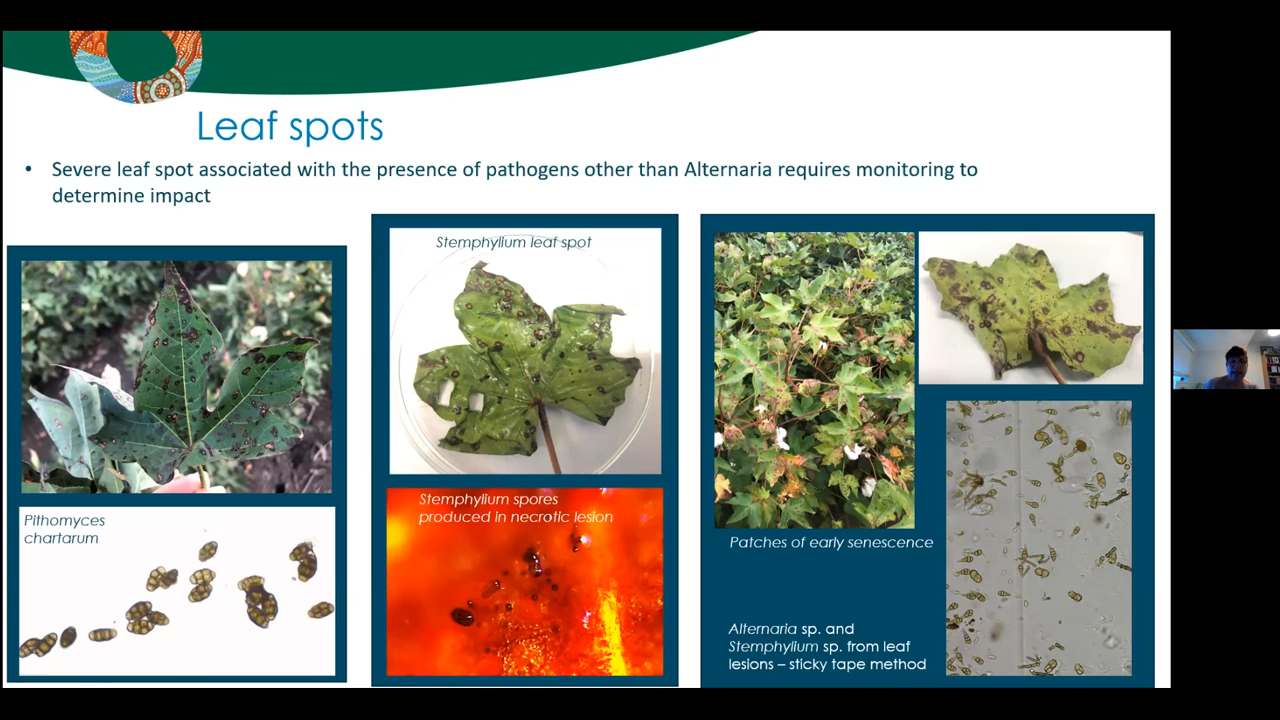 Leaf spots
• Severe leaf spot associated with the presence of pathogens other than Alternaria requires monitoring to
determine impact
Pithomyces
chartarum
Stemphylium leaf spot
Stemphylium spores
produced in necrotic lesion
Patches of early senescence
Alternaria sp. and
Stemphylium sp. from leaf
lesions – sticky tape method